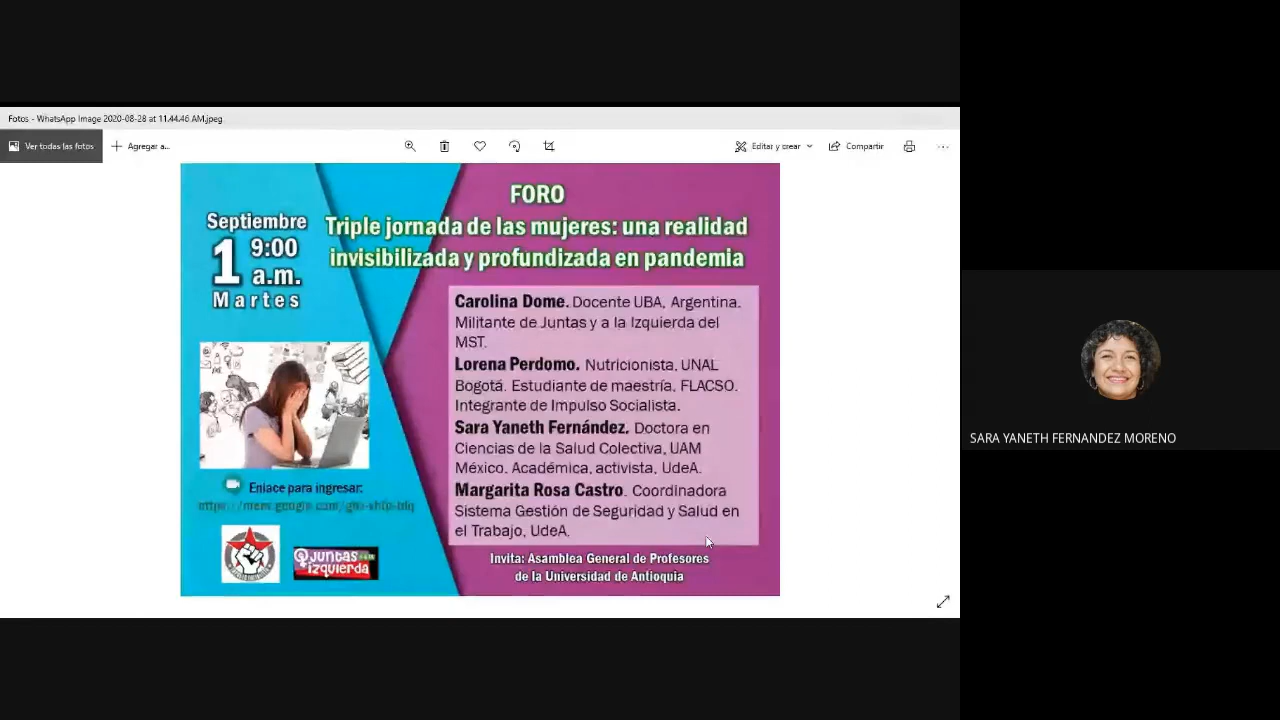 Fotos - WhatsApp Image 2020-08-28 at 11.44.46 AM.jpeg
Ver todas las fotos
Agregar a...
Editar y crear
Compartir
FORO
Triple jornada de las mujeres: una realidad
invisibilizada y profundizada en pandemia
Septiembre
1 9:00
a.m.
Martes
Carolina Dome. Docente UBA, Argentina.
Militante de Juntas y a la Izquierda del
MST.
Lorena Perdomo. Nutricionista, UNAL
Bogotá. Estudiante de maestría, FLACSO.
Integrante de Impulso Socialista.
Sara Yaneth Fernández. Doctora en
Ciencias de la Salud Colectiva, UAM
México. Académica, activista, UdeA.
Margarita Rosa Castro. Coordinadora
Sistema Gestión de Seguridad y Salud en
el Trabajo, UdeA.
Enlace para ingresar:
Juntas
izquierda
Invita: Asamblea General de Profesores
de la Universidad de Antioquia
SARA YANETH FERNANDEZ MORENO